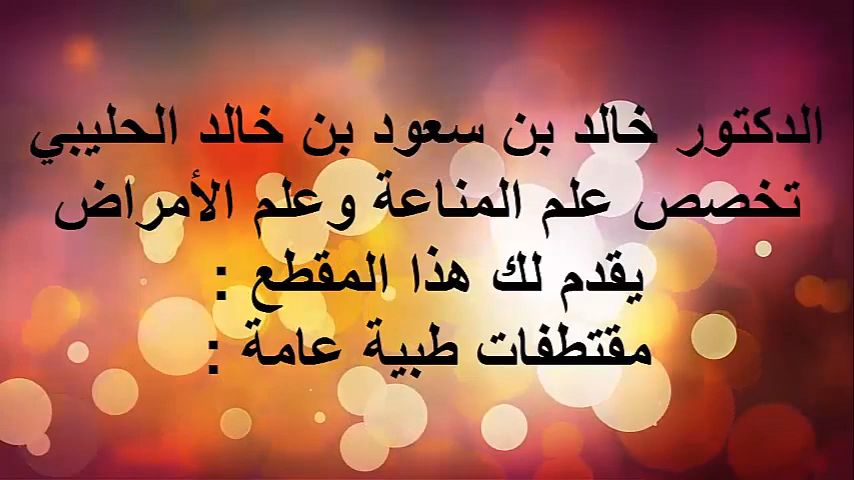 الدكتور خالد بن سعود بن خالد الحليبي
تخصص علم المناعة وعلم الأمراض
يقدم لك هذا المقطع :
مقتطفات طبية عامة :